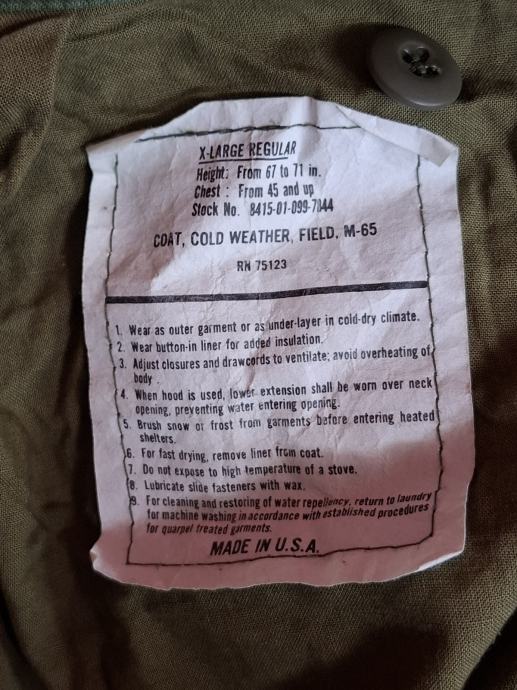 X-LARGE REGULAR
Height: From 67 to 71 in.
Chest : From 45 and up
Stock No. 8415-01-099-7844
COAT, COLD WEATHER, FIELD, M-65
RN 75123
1. Wear as outer garment or as under-layer in cold-dry climate.
2. Wear button-in liner for added insulation.
3. Adjust closures and drawcords to ventilate; avoid overheating of
body .
4. When hood is used, lower extension shall be worn over neck
opening, preventing water entering opening.
5. Brush snow or frost from garments before entering heated
shelters.
6. For fast drying, remove liner from coat.
7. Do not expose to high temperature of a stove.
8. Lubricate slide fasteners with wax.
9. For cleaning and restoring of water repellency, return to laundry
for machine washing in accordance with established procedures
for quarpel treated garments.
MADE IN U.S.A.